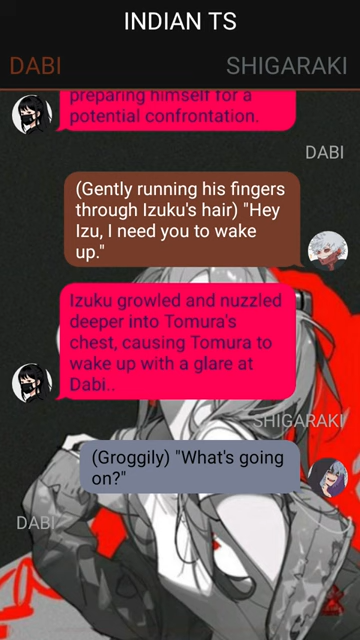 INDIAN TS
DABI SHIGARAKI
preparing himself for a
potential confrontation.
DABI
(Gently running his fingers
through Izuku's hair) "Hey
Izu, I need you to wake
up."
Izuku growled and nuzzled
deeper into Tomura's
chest, causing Tomura to
wake up with a glare at
Dabi..
SHIGARAKI
(Groggily) "What's going
on?"
DABI